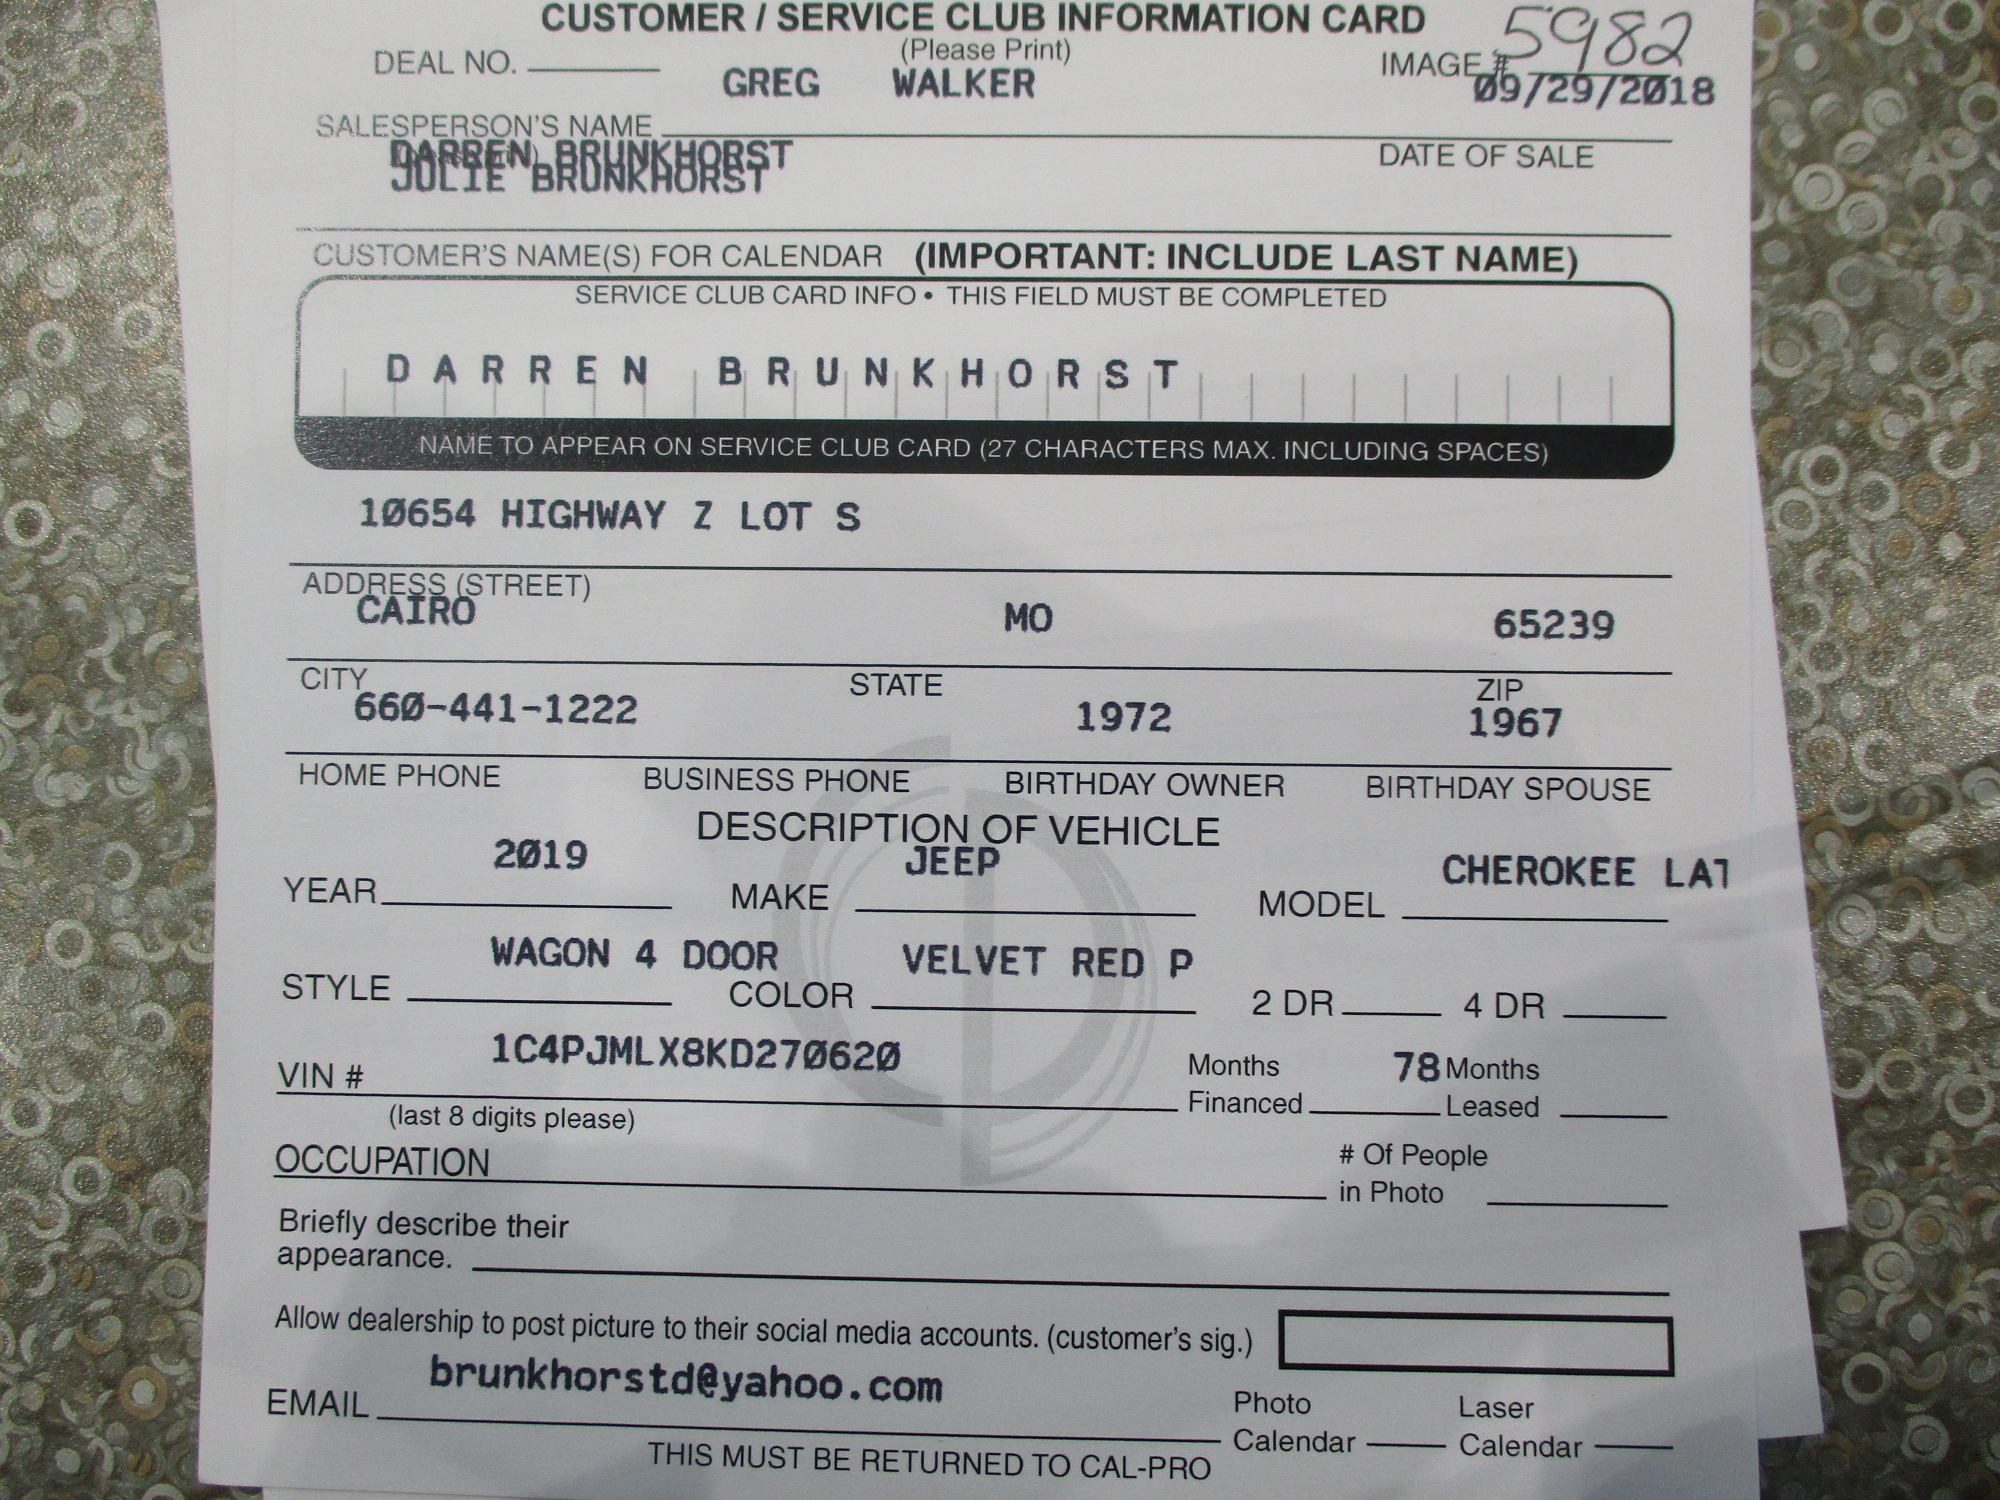 CUSTOMER / SERVICE CLUB INFORMATION CARD
(Please Print)
DEAL NO. IMAGE # 5982
GREG WALKER 09/29/2018
SALESPERSON'S NAME
DARREN BRUNKHORST DATE OF SALE
JULIE BRUNKHORST
CUSTOMER'S NAME(S) FOR CALENDAR (IMPORTANT: INCLUDE LAST NAME)
SERVICE CLUB CARD INFO • THIS FIELD MUST BE COMPLETED
DARREN BRUNKHORST
NAME TO APPEAR ON SERVICE CLUB CARD (27 CHARACTERS MAX. INCLUDING SPACES)
10654 HIGHWAY Z LOT S
ADDRESS (STREET)
CAIRO MO 65239
CITY STATE ZIP
660-441-1222 1972 1967
HOME PHONE BUSINESS PHONE BIRTHDAY OWNER BIRTHDAY SPOUSE
DESCRIPTION OF VEHICLE
2019 JEEP CHEROKEE LAT
YEAR MAKE MODEL
WAGON 4 DOOR VELVET RED P
STYLE COLOR 2 DR 4 DR
1C4PJMLX8KD270620 Months 78 Months
VIN # Financed Leased
(last 8 digits please)
OCCUPATION # Of People
in Photo
Briefly describe their
appearance.
Allow dealership to post picture to their social media accounts. (customer's sig.)
brunkhorstd@yahoo.com Photo Laser
EMAIL Calendar Calendar
THIS MUST BE RETURNED TO CAL-PRO